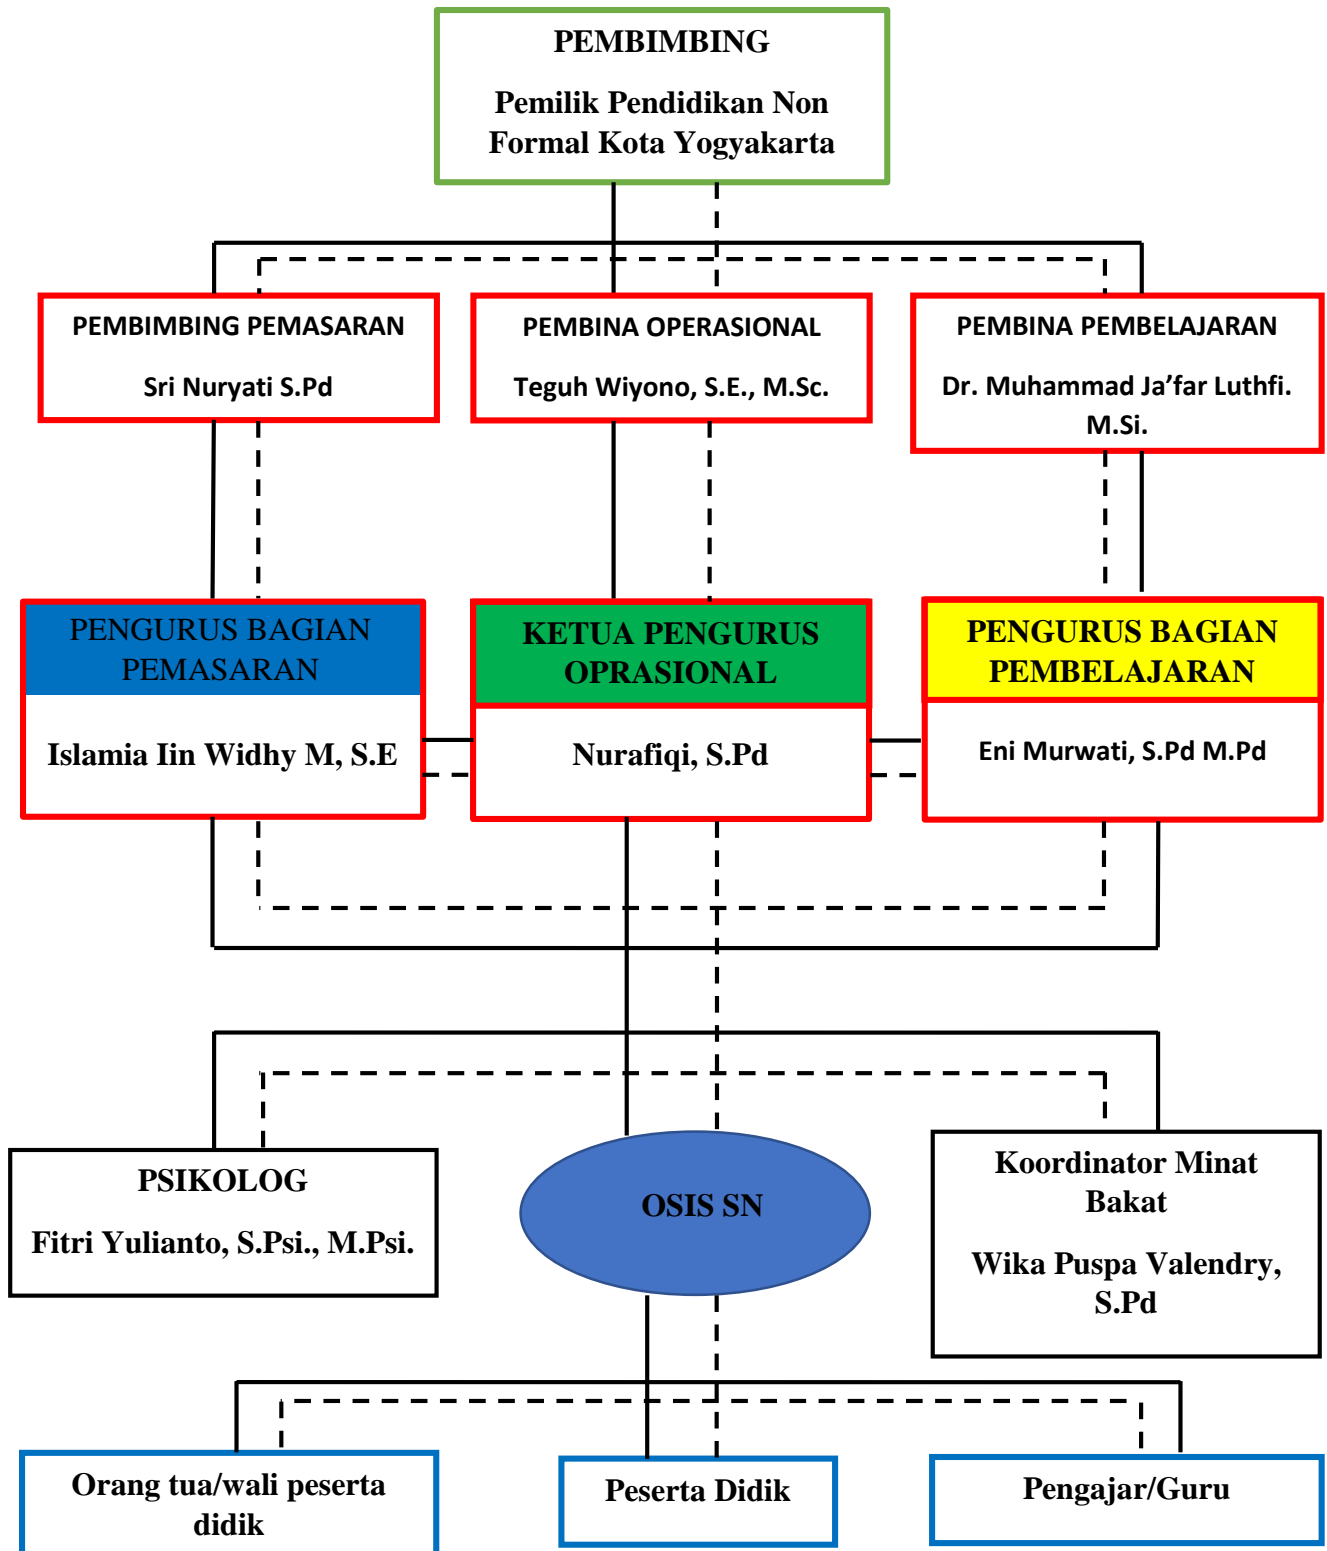 PEMBIMBING
Pemilik Pendidikan Non
Formal Kota Yogyakarta
PEMBIMBING PEMASARAN
Sri Nuryati S.Pd
PEMBINA OPERASIONAL
Teguh Wiyono, S.E., M.Sc.
PEMBINA PEMBELAJARAN
Dr. Muhammad Ja’far Luthfi.
M.Si.
PENGURUS BAGIAN
PEMASARAN
Islamia Iin Widhy M, S.E
KETUA PENGURUS
OPRASIONAL
Nurafiqi, S.Pd
PENGURUS BAGIAN
PEMBELAJARAN
Eni Murwati, S.Pd M.Pd
PSIKOLOG
Fitri Yulianto, S.Psi., M.Psi.
OSIS SN
Koordinator Minat
Bakat
Wika Puspa Valendry,
S.Pd
Orang tua/wali peserta
didik
Peserta Didik
Pengajar/Guru